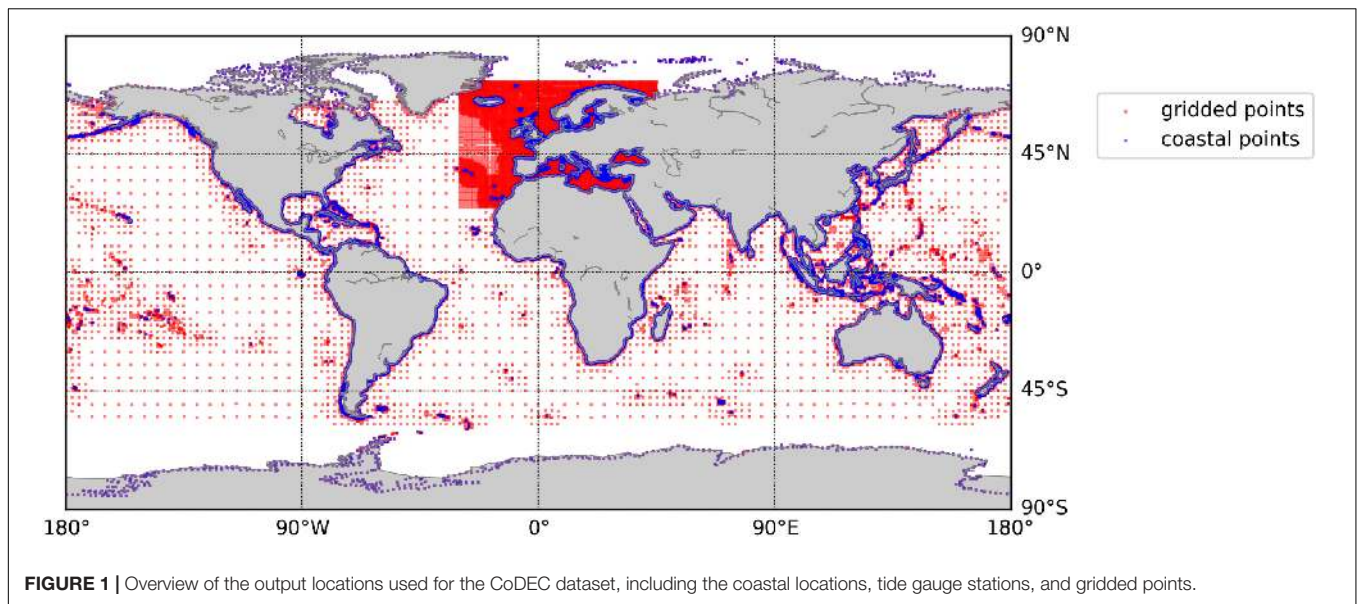 90°N
gridded points
coastal points
45°N
0°
45°S
90°S
180° 90°W 0° 90°E 180°
FIGURE 1 | Overview of the output locations used for the CoDEC dataset, including the coastal locations, tide gauge stations, and gridded points.